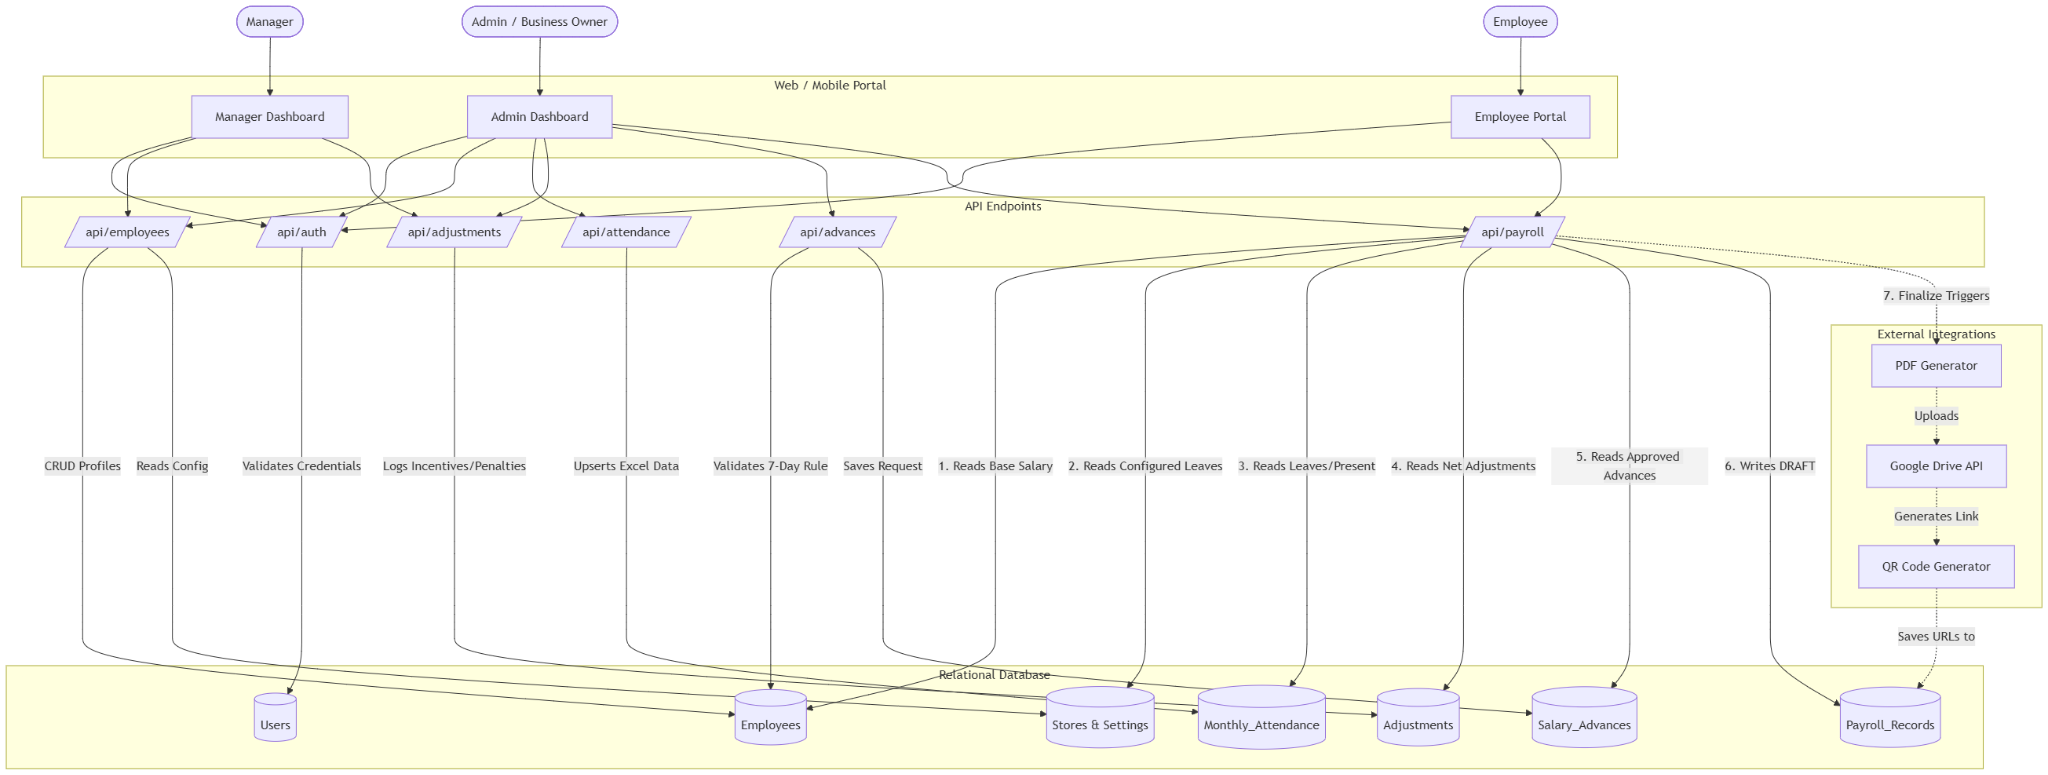 Manager
Admin / Business Owner
Employee
Web / Mobile Portal
Manager Dashboard
Admin Dashboard
Employee Portal
API Endpoints
api/employees
api/auth
api/adjustments
api/attendance
api/advances
api/payroll
7. Finalize Triggers
External Integrations
PDF Generator
Uploads
CRUD Profiles
Reads Config
Validates Credentials
Logs Incentives/Penalties
Upserts Excel Data
Validates 7-Day Rule
Saves Request
1. Reads Base Salary
2. Reads Configured Leaves
3. Reads Leaves/Present
4. Reads Net Adjustments
5. Reads Approved
Advances
6. Writes DRAFT
Google Drive API
Generates Link
QR Code Generator
Saves URLs to
Relational Database
Users
Employees
Stores & Settings
Monthly_Attendance
Adjustments
Salary_Advances
Payroll_Records